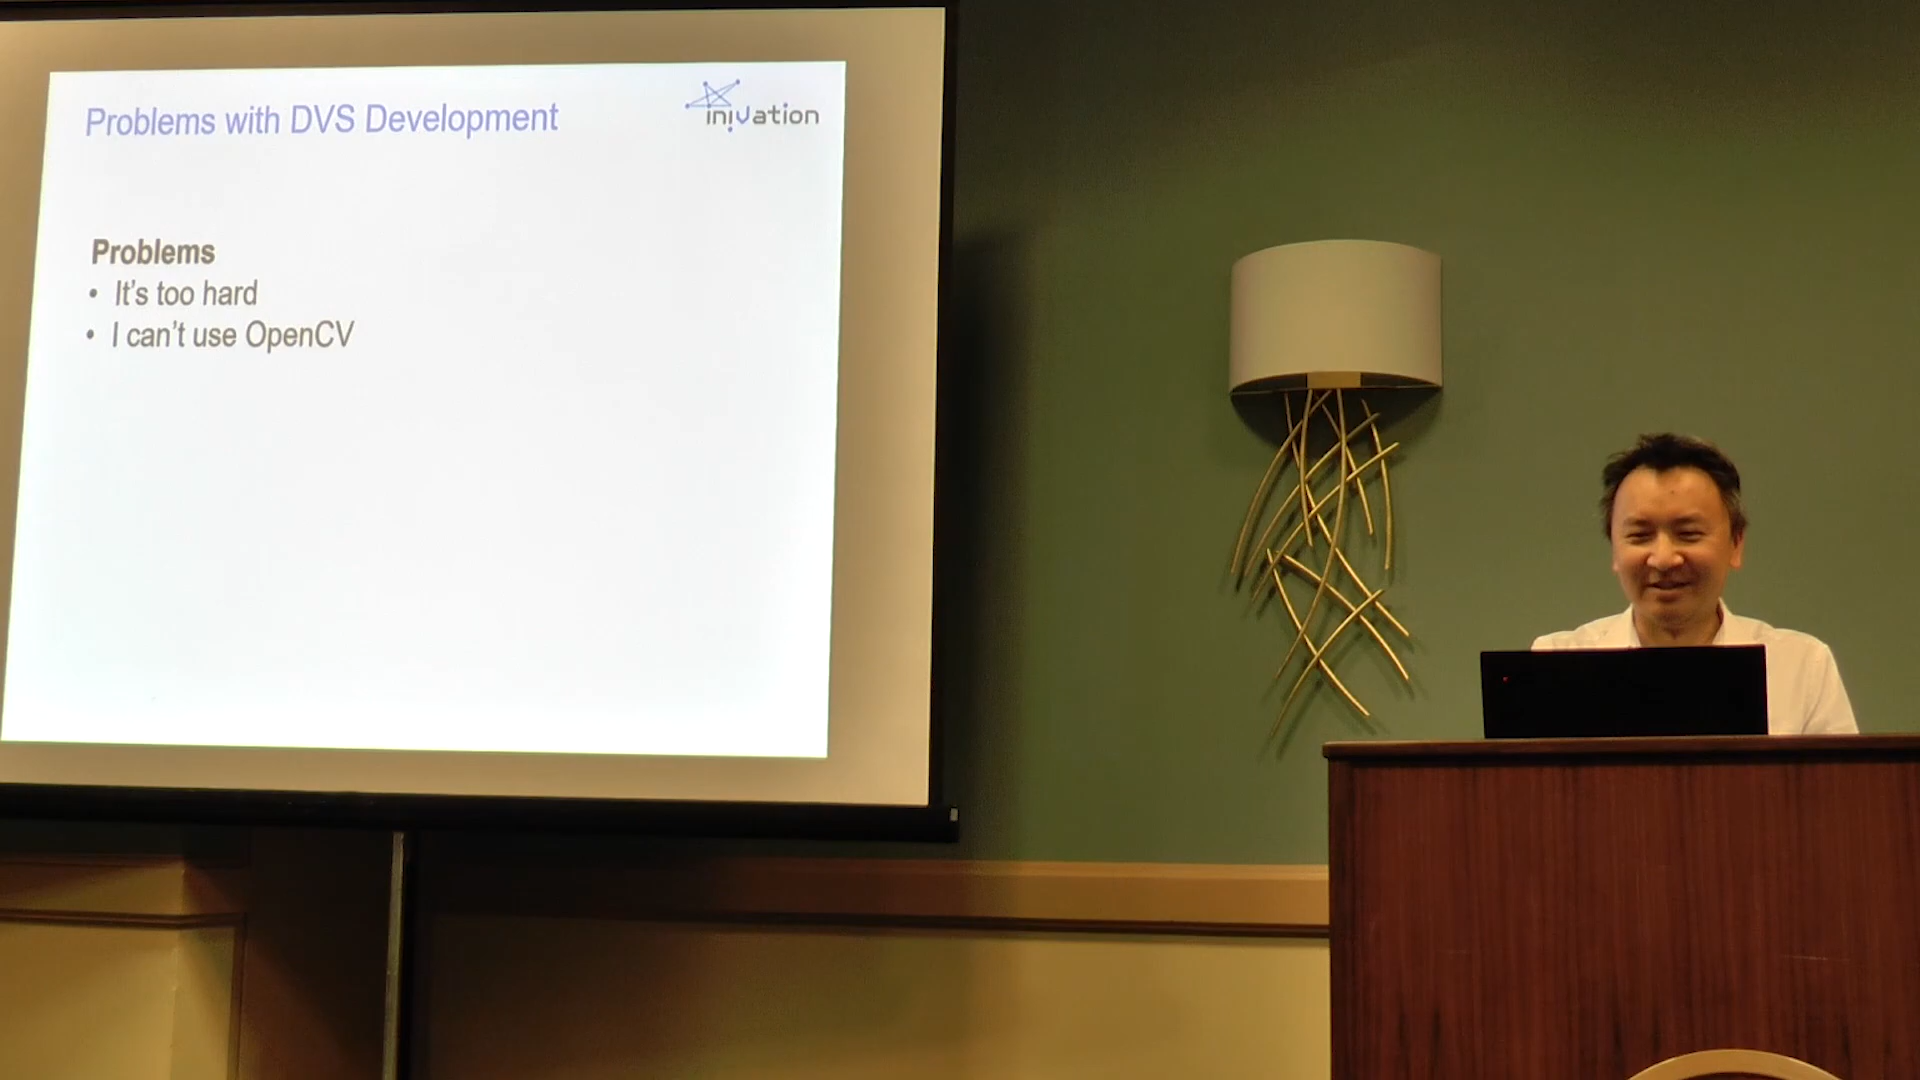 Problems with DVS Development
inivation
Problems
• It's too hard
• I can't use OpenCV